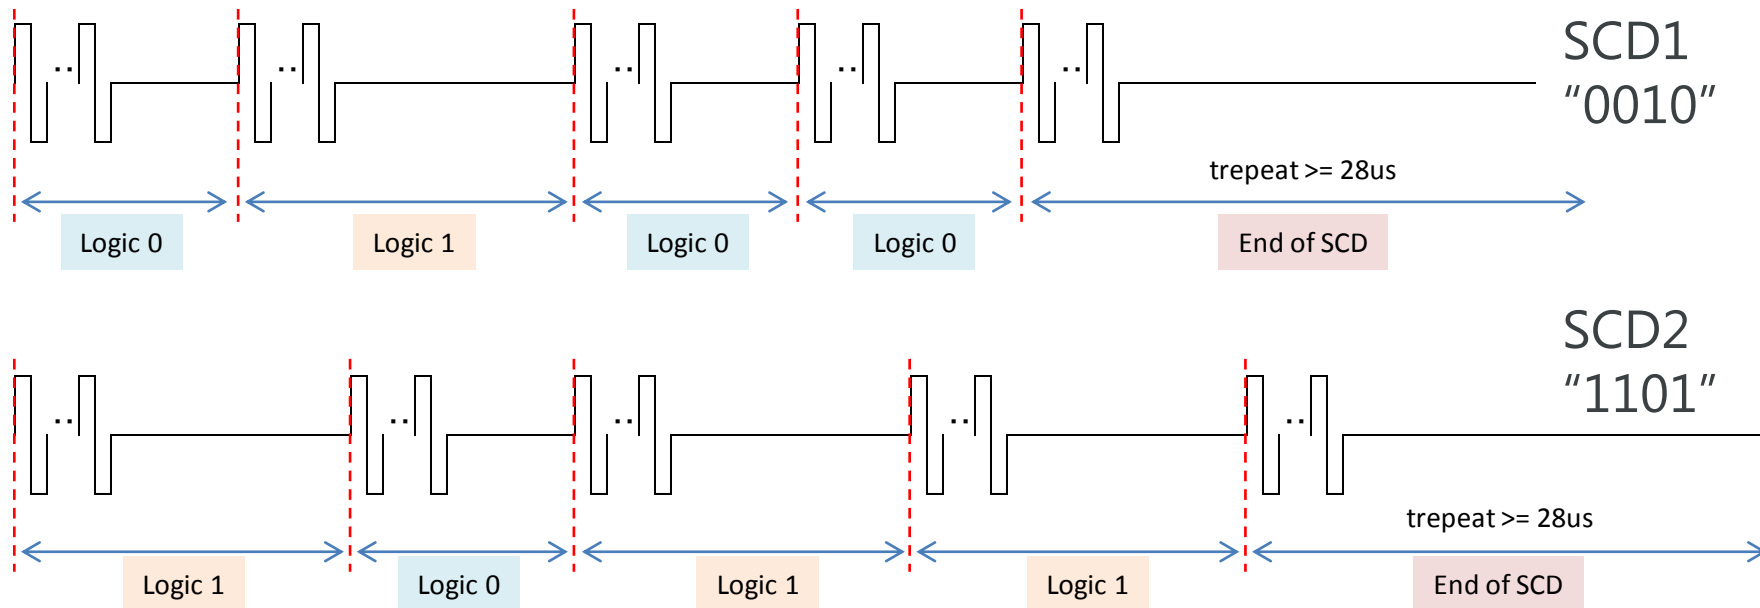 SCD1
“0010”
trepeat >= 28us
Logic 0
Logic 1
Logic 0
Logic 0
End of SCD
SCD2
“1101”
trepeat >= 28us
Logic 1
Logic 0
Logic 1
Logic 1
End of SCD